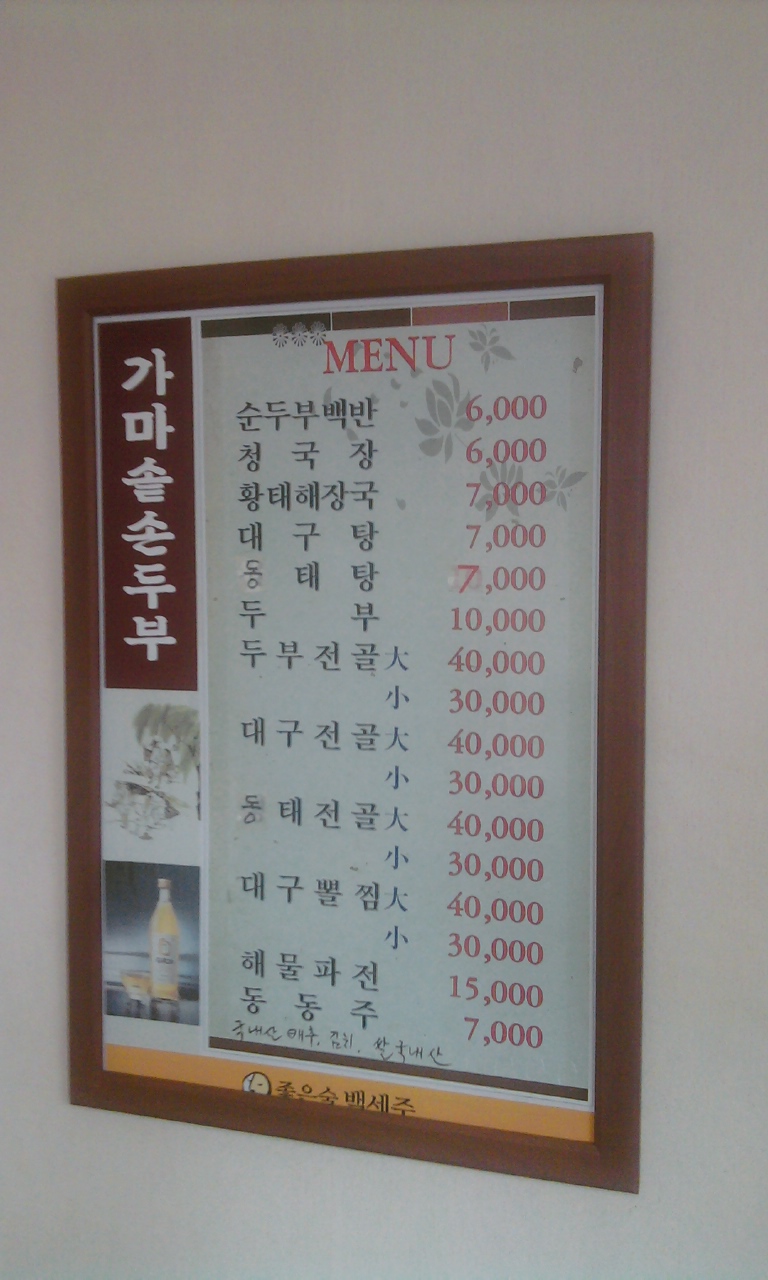 가마솥손두부
MENU
순두부백반 6,000
청국장 6,000
황태해장국 7,000
대구탕 7,000
동태탕 7,000
두부 10,000
두부전골 大 40,000
小 30,000
대구전골 大 40,000
小 30,000
동태전골 大 40,000
小 30,000
대구뽈찜 大 40,000
小 30,000
해물파전 15,000
동동주 7,000
국내산 배추, 김치, 쌀 국내산
좋은술 백세주